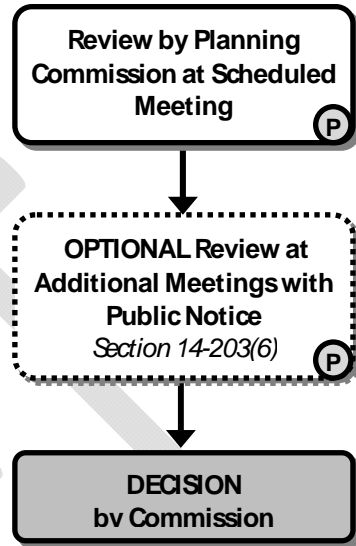 Review by Planning
Commission at Scheduled
Meeting
P
OPTIONAL Review at
Additional Meetings with
Public Notice
Section 14-203(6)
P
DECISION
by Commission